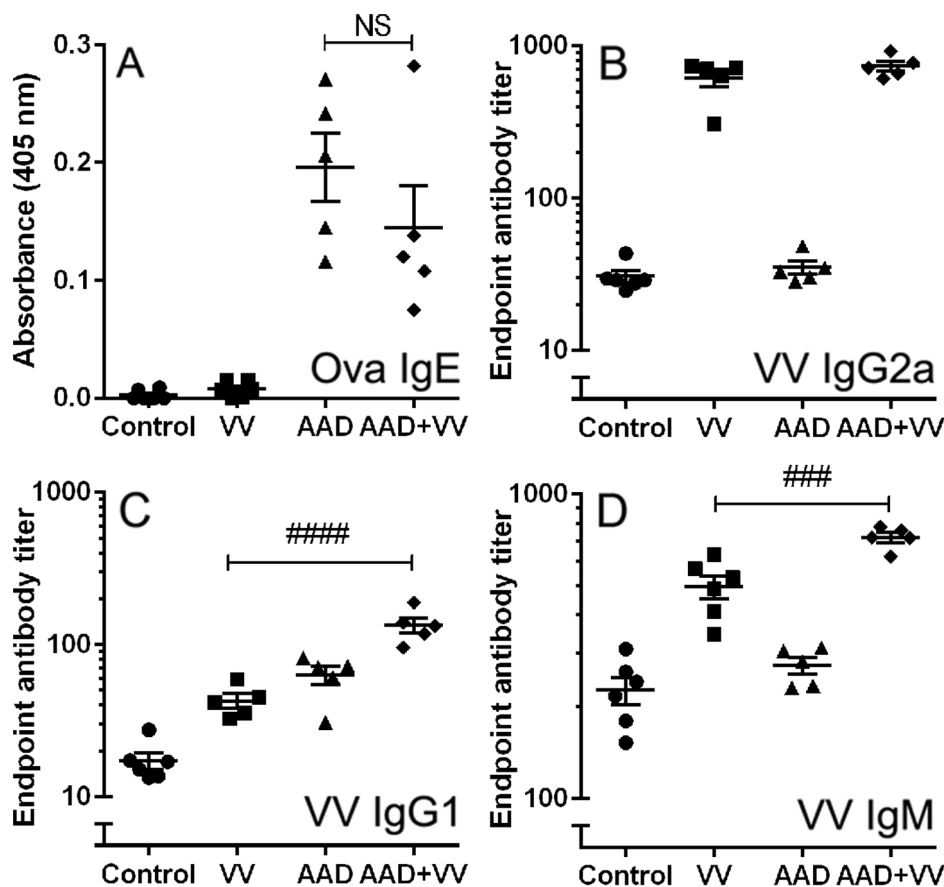 A
NS
Absorbance (405 nm)
0.3
0.2
0.1
0.0
Ova IgE
Control VV AAD AAD+VV
B
Endpoint antibody titer
1000
100
10
VV IgG2a
Control VV AAD AAD+VV
C
####
Endpoint antibody titer
1000
100
10
VV IgG1
Control VV AAD AAD+VV
D
###
Endpoint antibody titer
1000
100
VV IgM
Control VV AAD AAD+VV